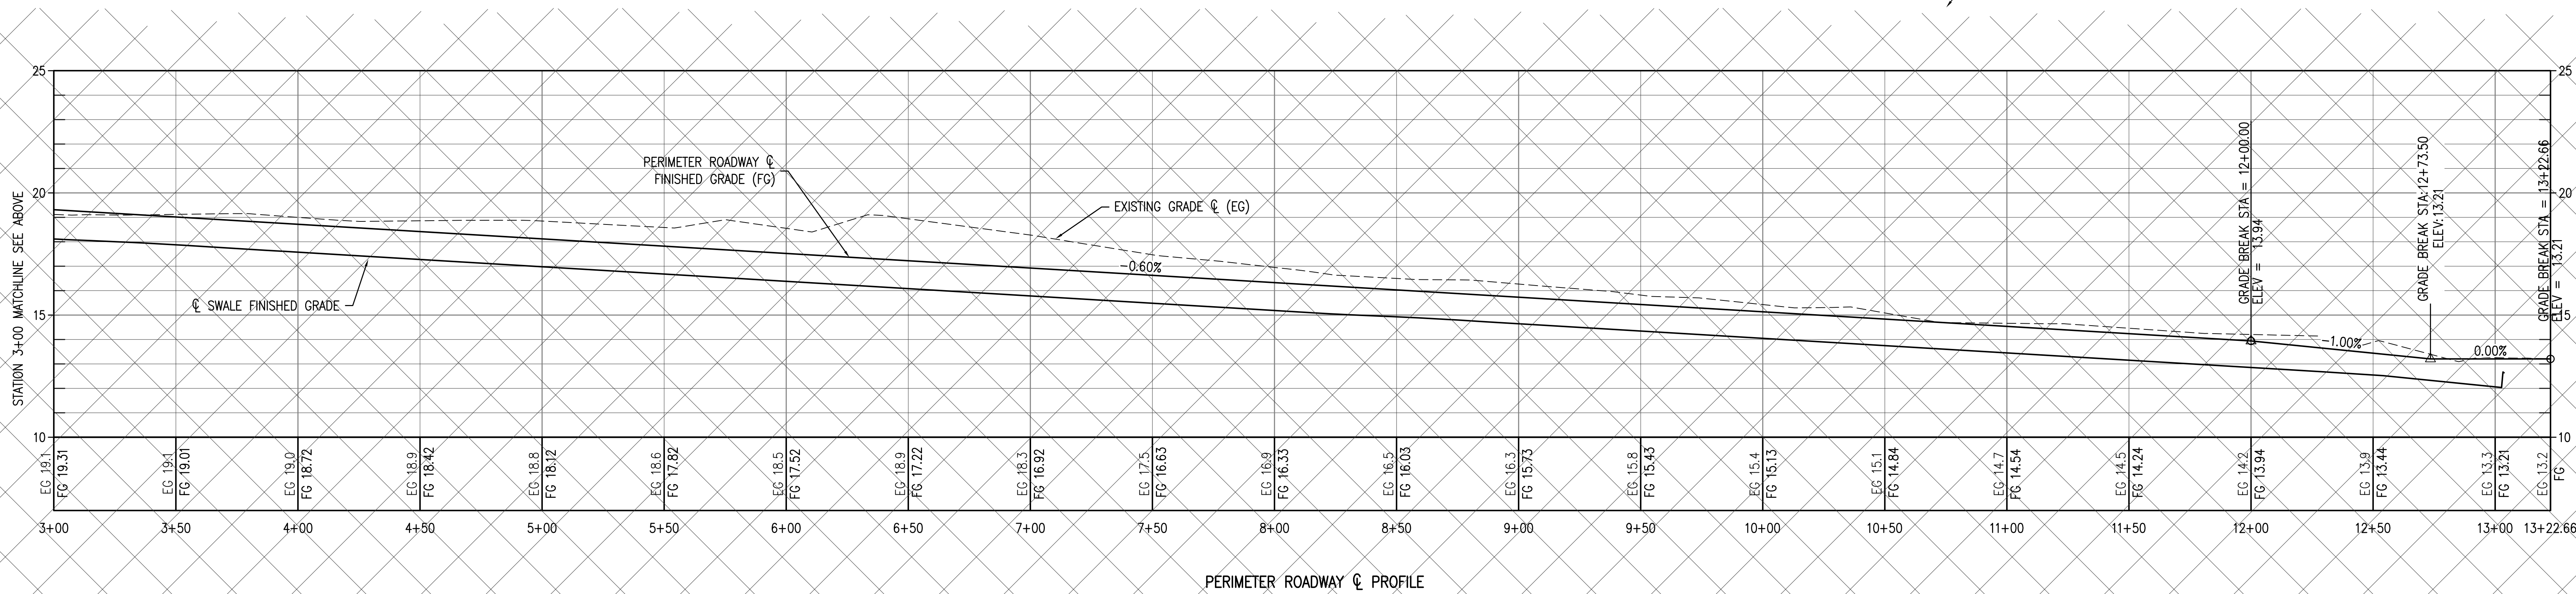 25
20
15
10
25
20
15
10
STATION 3+00 MATCHLINE SEE ABOVE
PERIMETER ROADWAY ℄
FINISHED GRADE (FG)
EXISTING GRADE ℄ (EG)
℄ SWALE FINISHED GRADE
-0.60%
GRADE BREAK STA = 12+00.00
ELEV = 13.94
-1.00%
GRADE BREAK STA:12+73.50
ELEV:13.21
0.00%
GRADE BREAK STA = 13+22.66
ELEV = 13.21
EG 19.1
FG 19.31
EG 19.1
FG 19.01
EG 19.0
FG 18.72
EG 18.9
FG 18.42
EG 18.8
FG 18.12
EG 18.6
FG 17.82
EG 18.5
FG 17.52
EG 18.9
FG 17.22
EG 18.3
FG 16.92
EG 17.5
FG 16.63
EG 16.9
FG 16.33
EG 16.5
FG 16.03
EG 16.3
FG 15.73
EG 15.8
FG 15.43
EG 15.4
FG 15.13
EG 15.1
FG 14.84
EG 14.7
FG 14.54
EG 14.5
FG 14.24
EG 14.2
FG 13.94
EG 13.9
FG 13.44
EG 13.3
FG 13.21
EG 13.2
FG
3+00 3+50 4+00 4+50 5+00 5+50 6+00 6+50 7+00 7+50 8+00 8+50 9+00 9+50 10+00 10+50 11+00 11+50 12+00 12+50 13+00 13+22.66
PERIMETER ROADWAY ℄ PROFILE